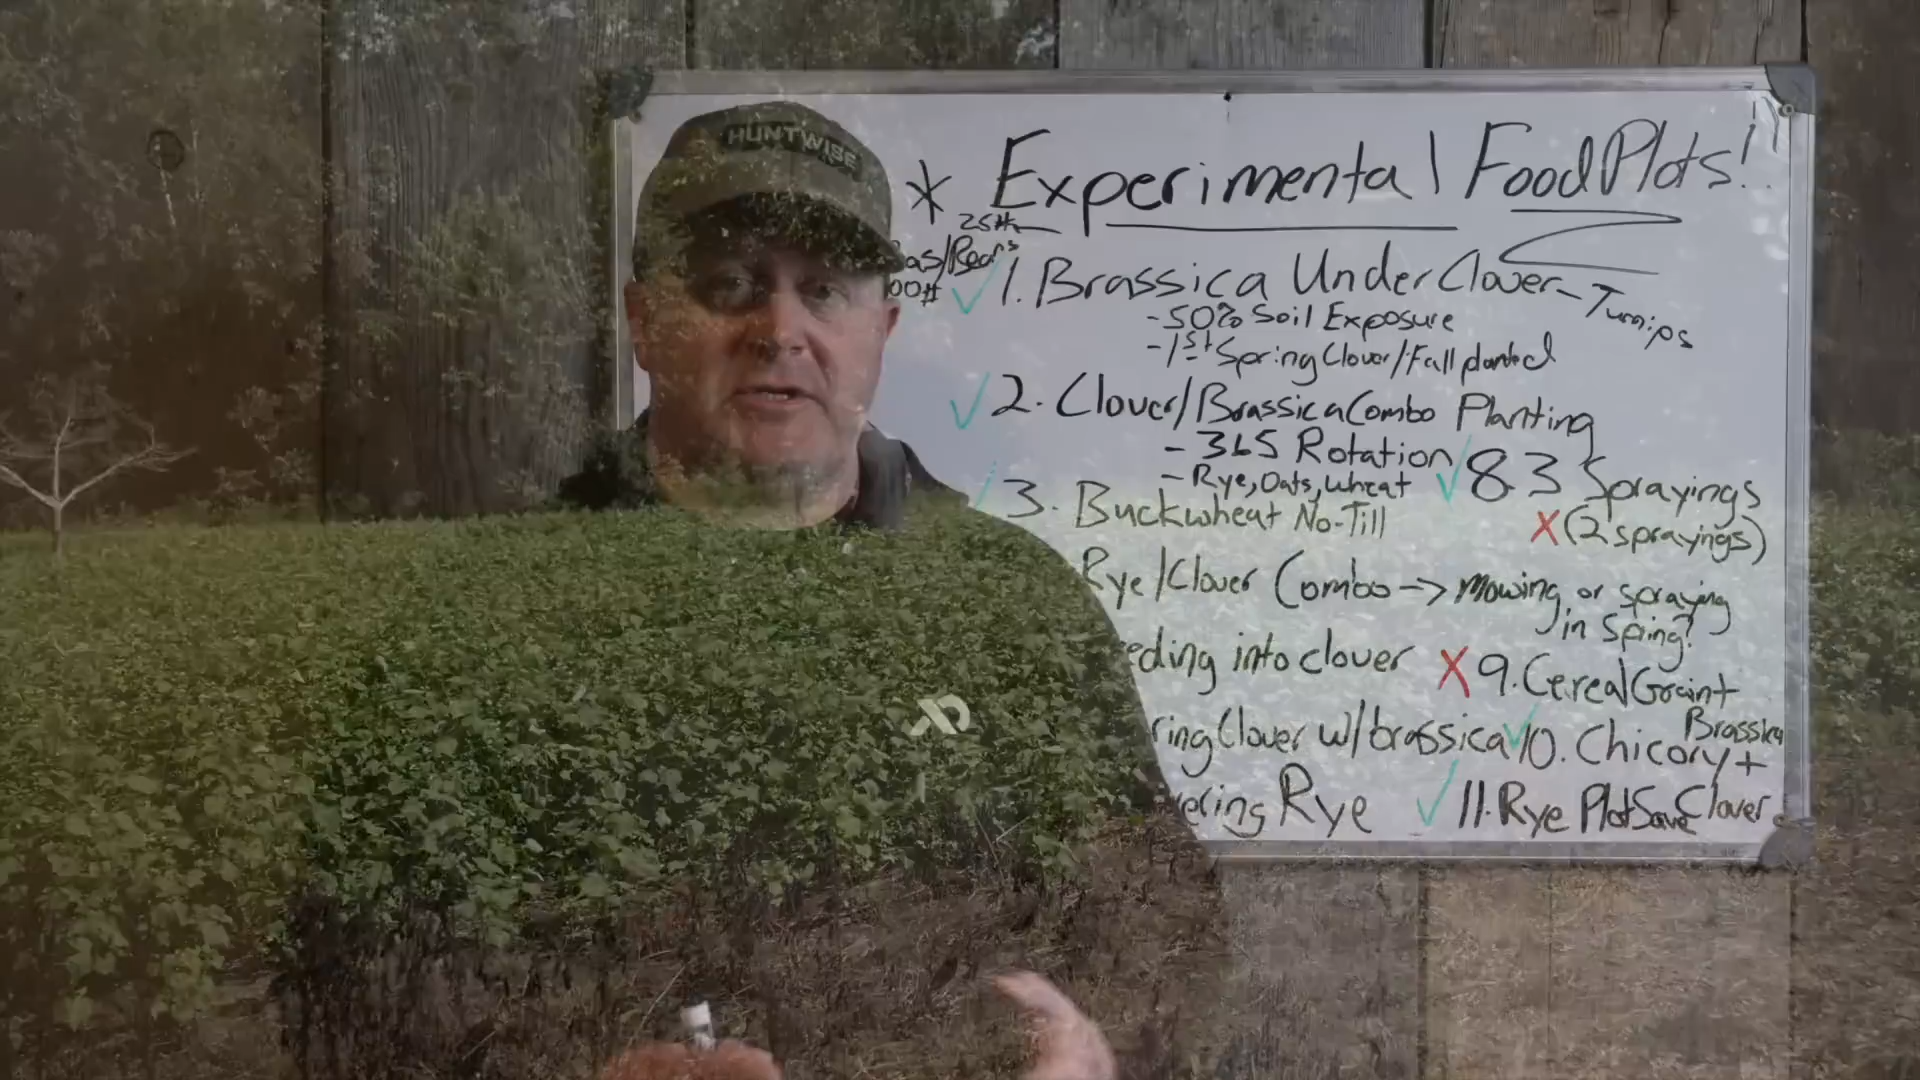 HUNTWISE
* Experimental Food Plots!!
25#
1. Brassica Under Clover - Turnips
00#
- 50% Soil Exposure
- 1st Spring Clover/Fall planted
2. Clover/Brassica Combo Planting
- 365 Rotation
- Rye, Oats, Wheat
3. Buckwheat No-Till
8 3 Sprayings
X (2 sprayings)
Rye/Clover Combo → Mowing or spraying
in Spring?
eding into clover
X 9. Cereal Grain +
Brassica
ring Clover w/brassica
10. Chicory +
ering Rye
11. Rye Plot Save Clover